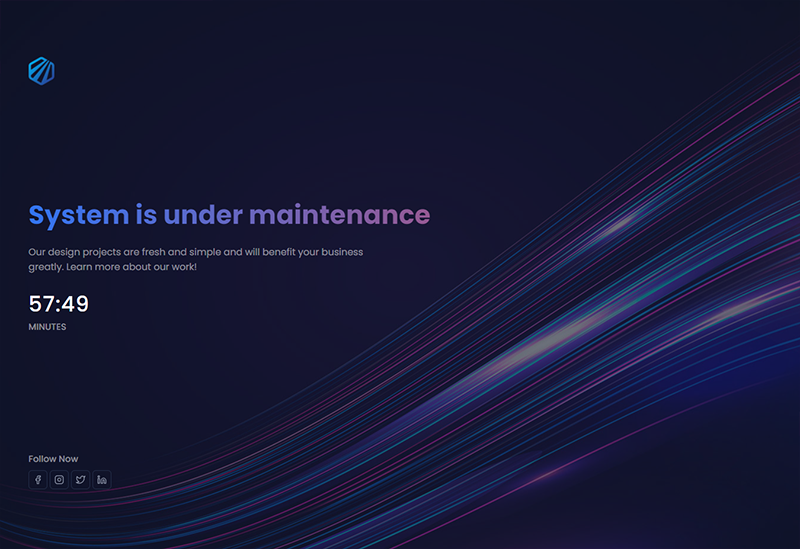 System is under maintenance
Our design projects are fresh and simple and will benefit your business
greatly. Learn more about our work!
57:49
MINUTES
Follow Now